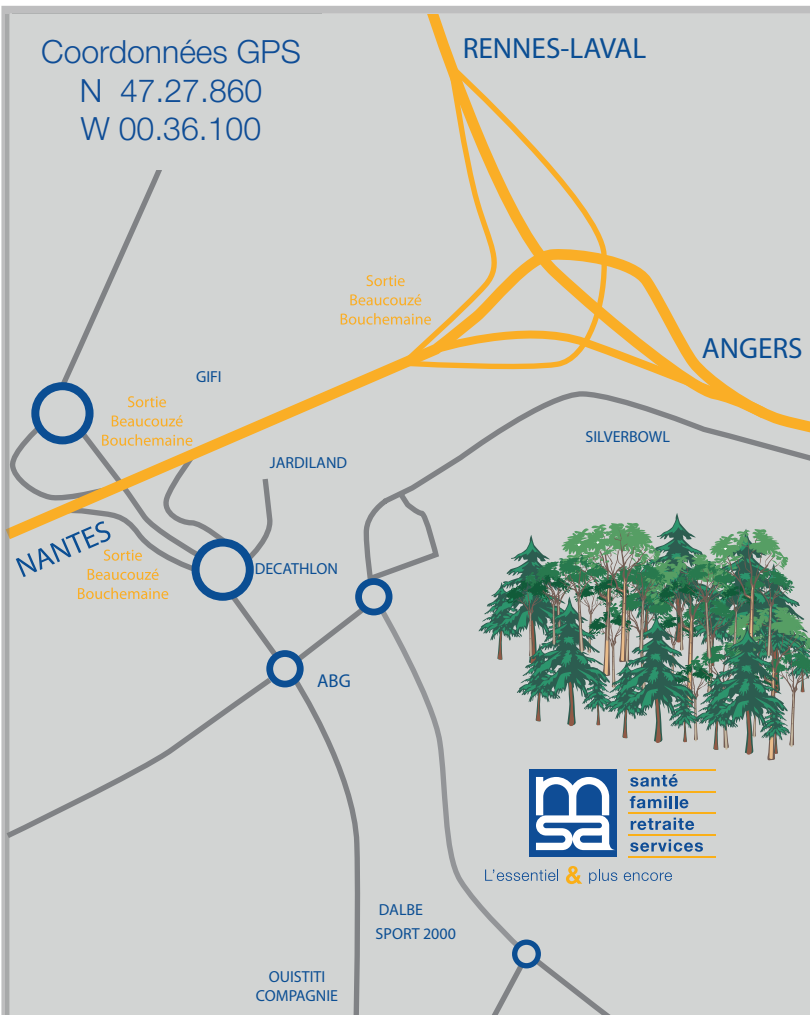 Coordonnées GPS
N 47.27.860
W 00.36.100
RENNES-LAVAL
Sortie
Beaucouzé
Bouchemaine
ANGERS
GIFI
Sortie
Beaucouzé
Bouchemaine
SILVERBOWL
JARDILAND
NANTES
Sortie
Beaucouzé
Bouchemaine
DECATHLON
ABG
msa
santé
famille
retraite
services
L'essentiel & plus encore
DALBE
SPORT 2000
OUISTITI
COMPAGNIE